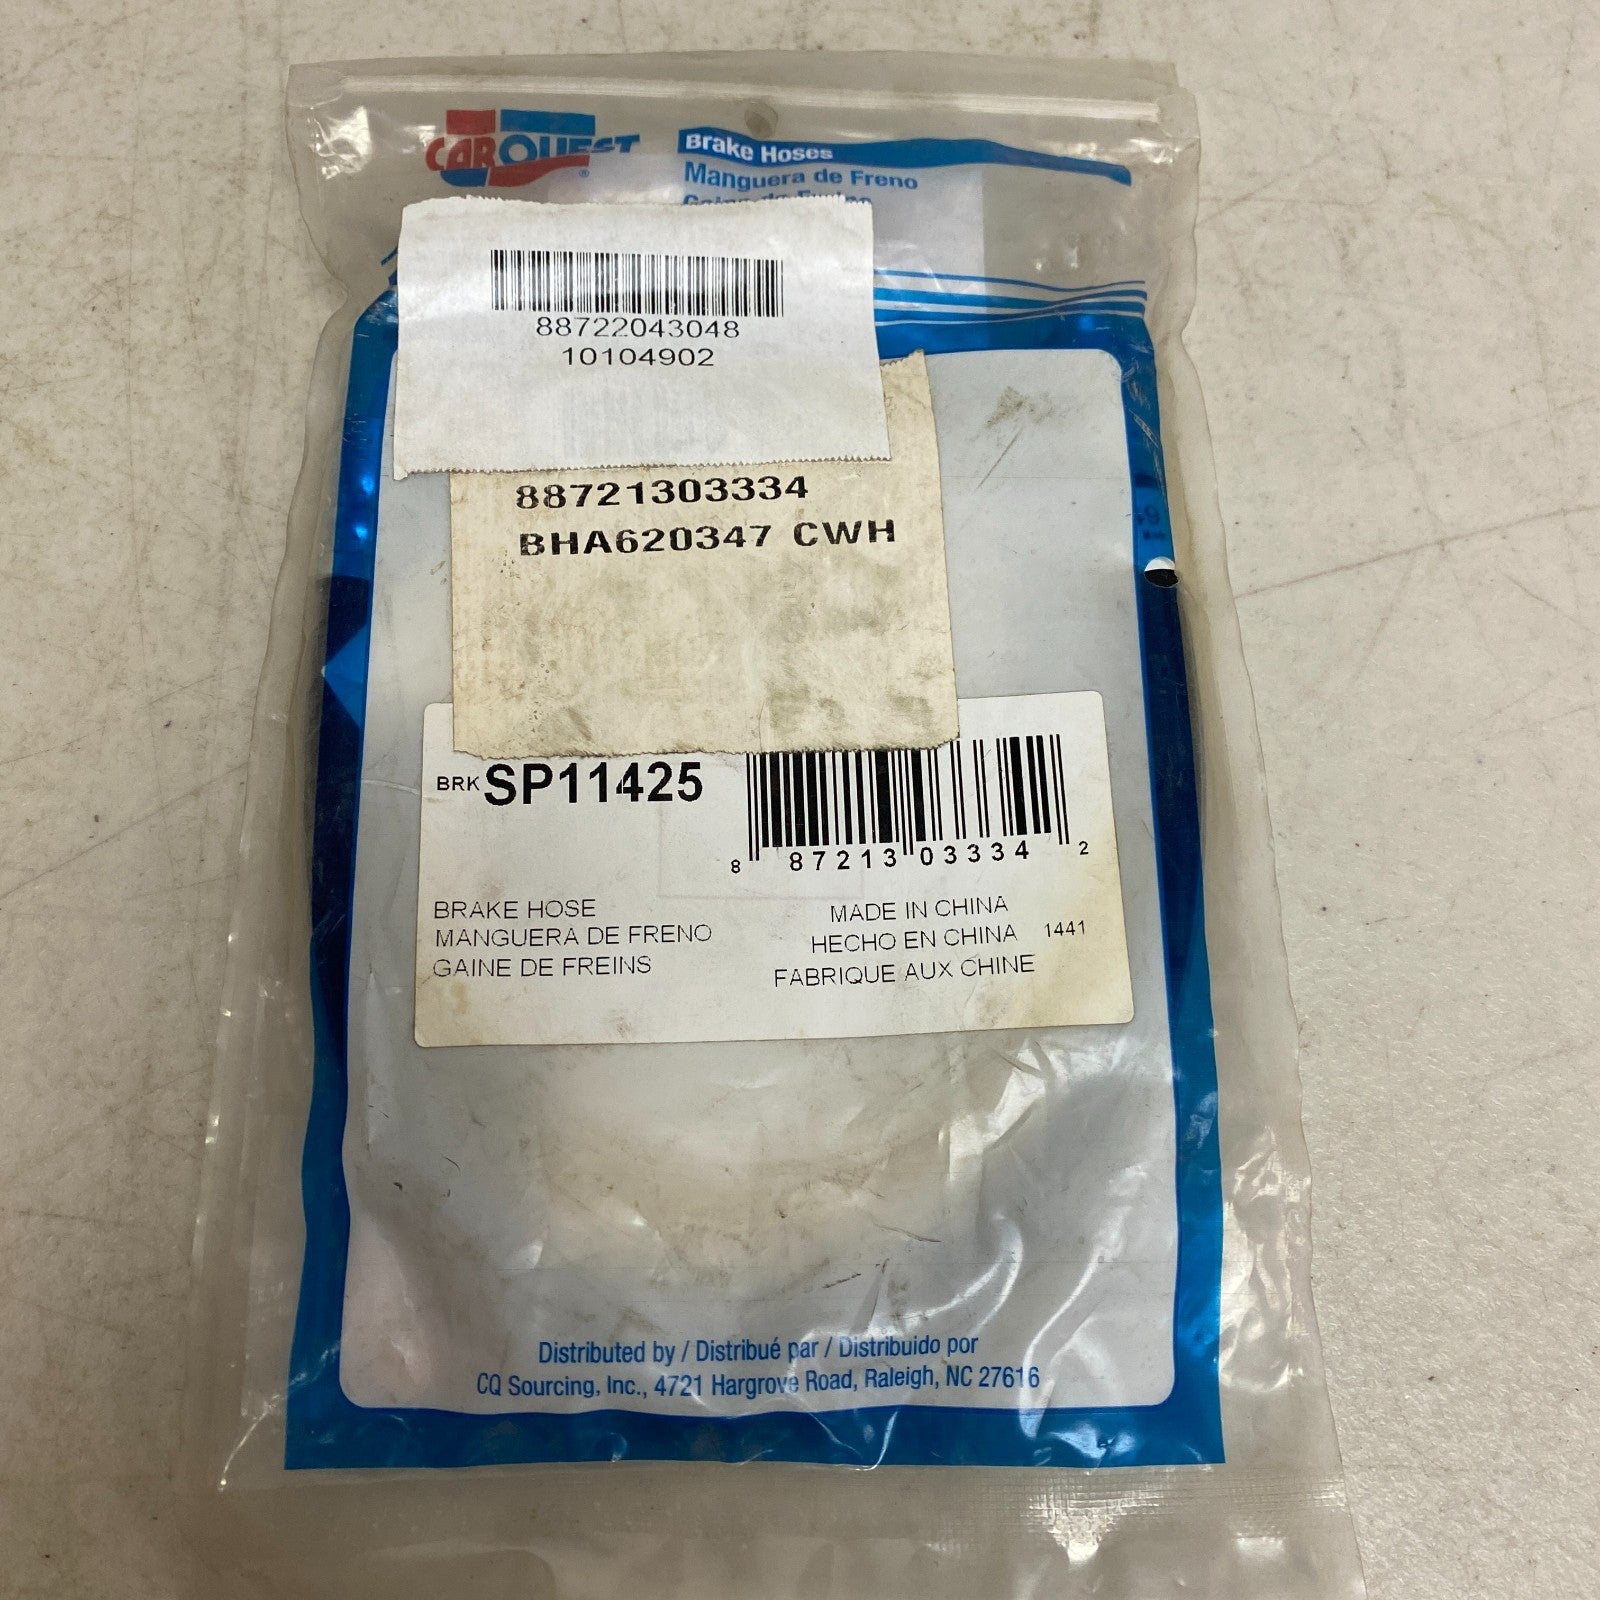 CARQUEST
Brake Hoses
Manguera de Freno
88722043048
10104902
88721303334
BHA620347 CWH
BRK SP11425
8 87213 03334 2
BRAKE HOSE
MANGUERA DE FRENO
GAINE DE FREINS
MADE IN CHINA
HECHO EN CHINA 1441
FABRIQUE AUX CHINE
Distributed by / Distribué par / Distribuido por
CQ Sourcing, Inc., 4721 Hargrove Road, Raleigh, NC 27616